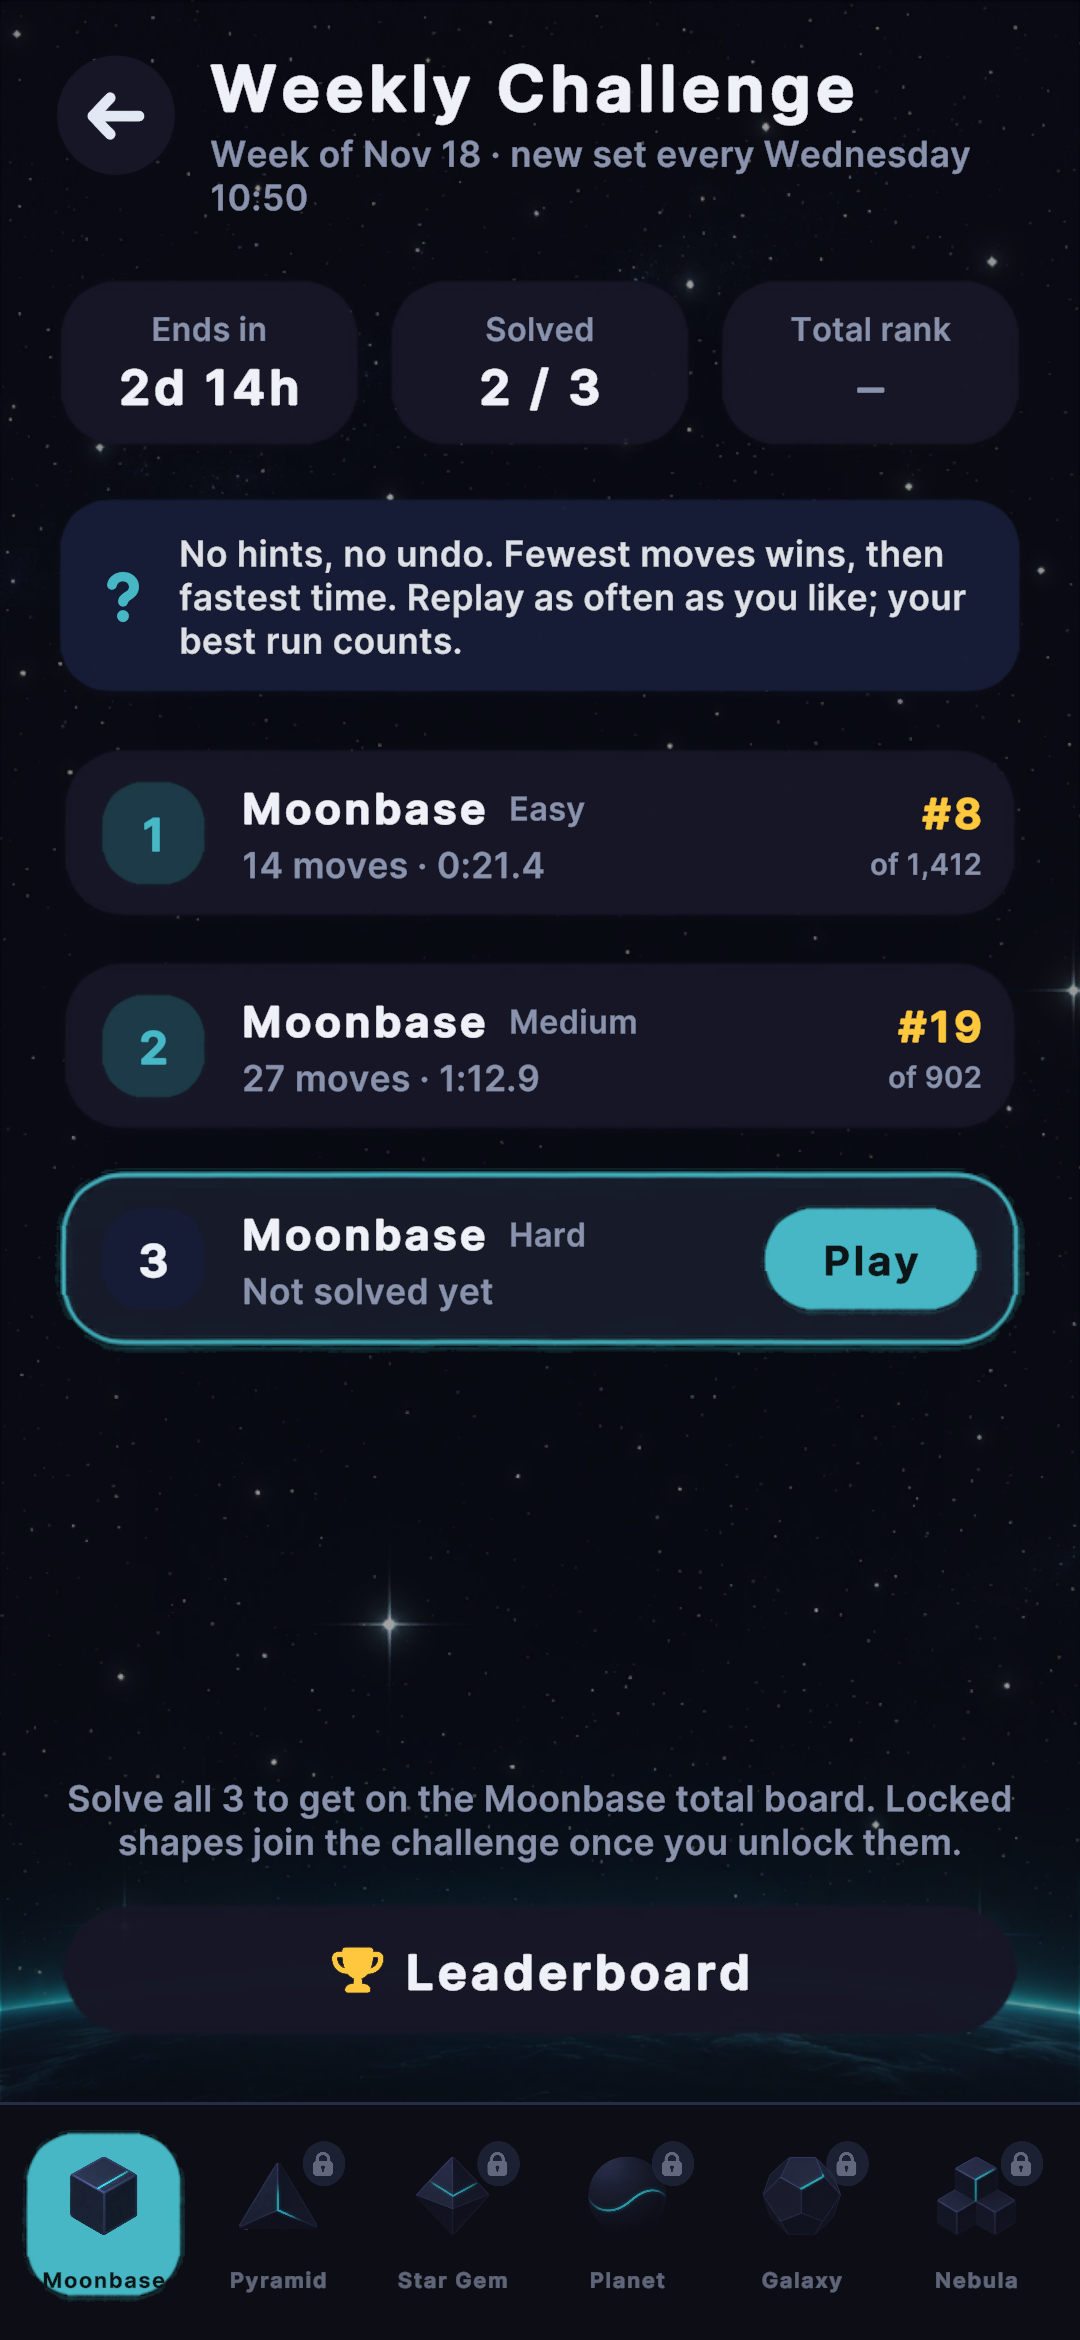 Weekly Challenge
Week of Nov 18 · new set every Wednesday
10:50
Ends in
2d 14h
Solved
2 / 3
Total rank
–
?
No hints, no undo. Fewest moves wins, then
fastest time. Replay as often as you like; your
best run counts.
1
Moonbase Easy
14 moves · 0:21.4
#8
of 1,412
2
Moonbase Medium
27 moves · 1:12.9
#19
of 902
3
Moonbase Hard
Not solved yet
Play
Solve all 3 to get on the Moonbase total board. Locked
shapes join the challenge once you unlock them.
Leaderboard
Moonbase
Pyramid
Star Gem
Planet
Galaxy
Nebula